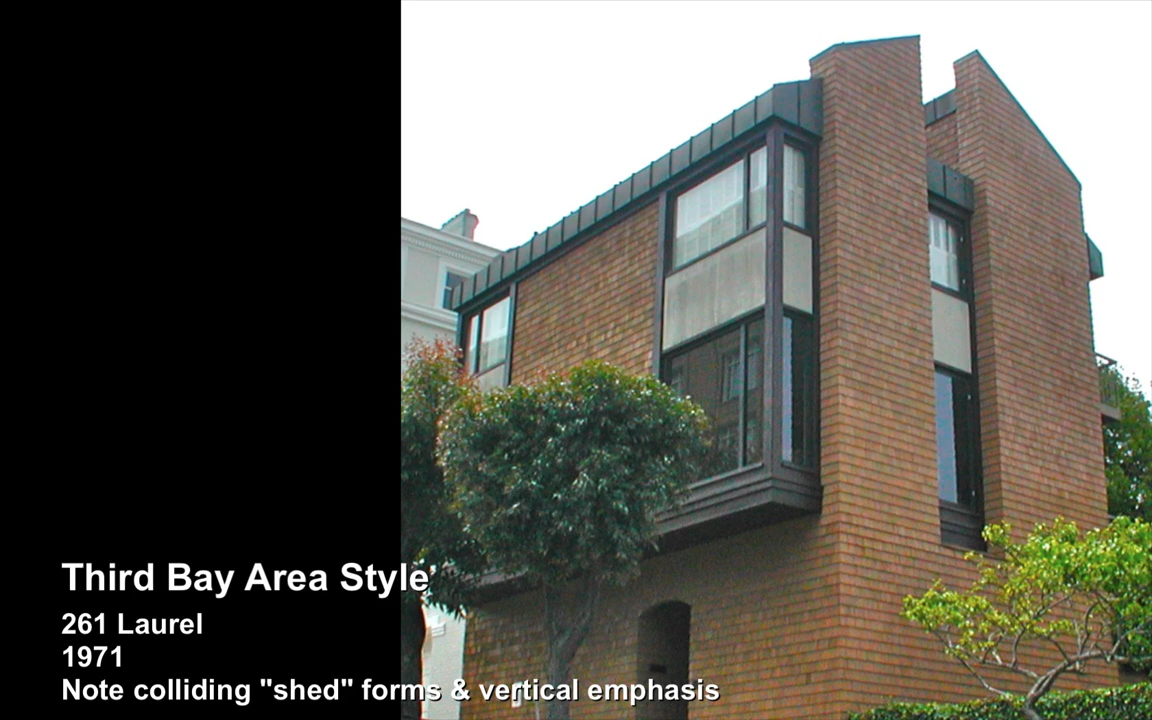 Third Bay Area Style
261 Laurel
1971
Note colliding "shed" forms & vertical emphasis